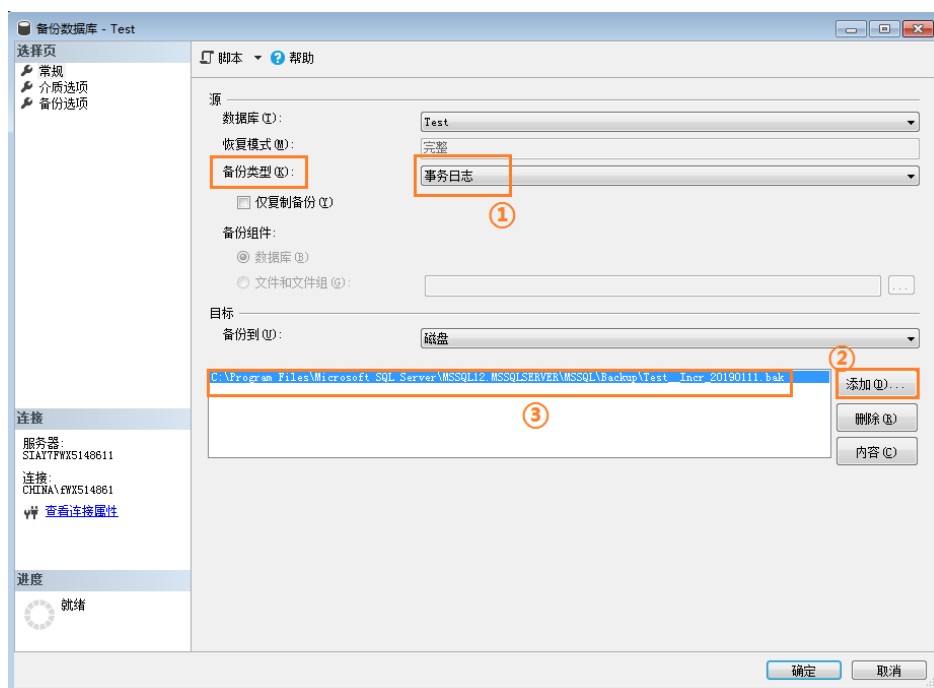 备份数据库 - Test
选择页
常规
介质选项
备份选项
脚本 帮助
源
数据库(T):
Test
恢复模式(M):
完整
备份类型(K):
事务日志
①
仅复制备份(Y)
备份组件:
数据库(B)
文件和文件组(G):
...
目标
备份到(U):
磁盘
②
C:\Program Files\Microsoft SQL Server\MSSQL12.MSSQLSERVER\MSSQL\Backup\Test__Incr_20190111.bak
添加(D)...
③
删除(R)
内容(C)
连接
服务器:
SIAY7FWX5148611
连接:
CHINA\fWX514861
查看连接属性
进度
就绪
确定
取消